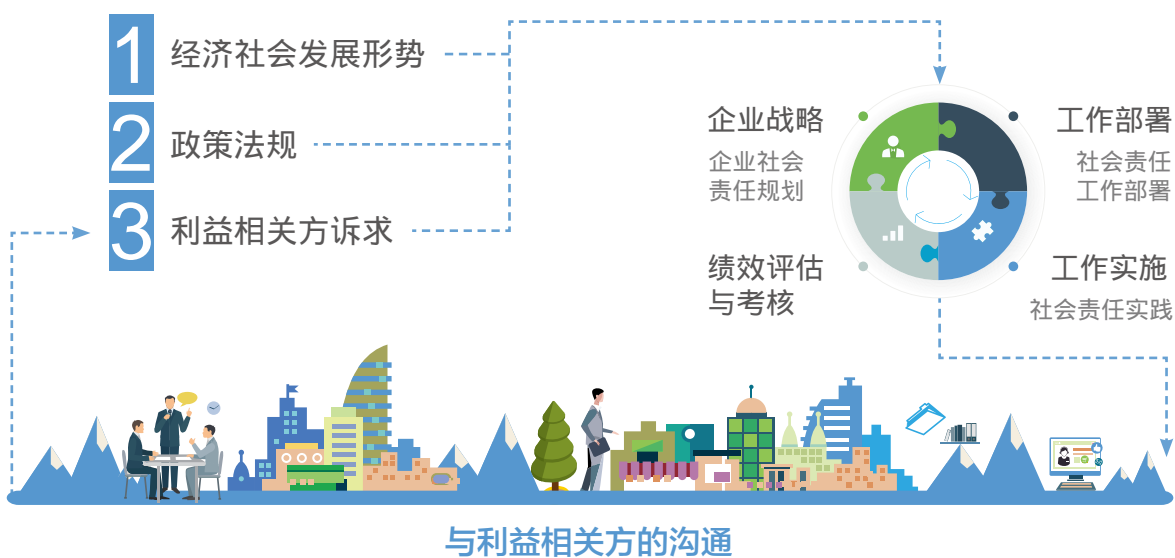 1 经济社会发展形势
2 政策法规
3 利益相关方诉求
企业战略
企业社会
责任规划
工作部署
社会责任
工作部署
绩效评估
与考核
工作实施
社会责任实践
与利益相关方的沟通